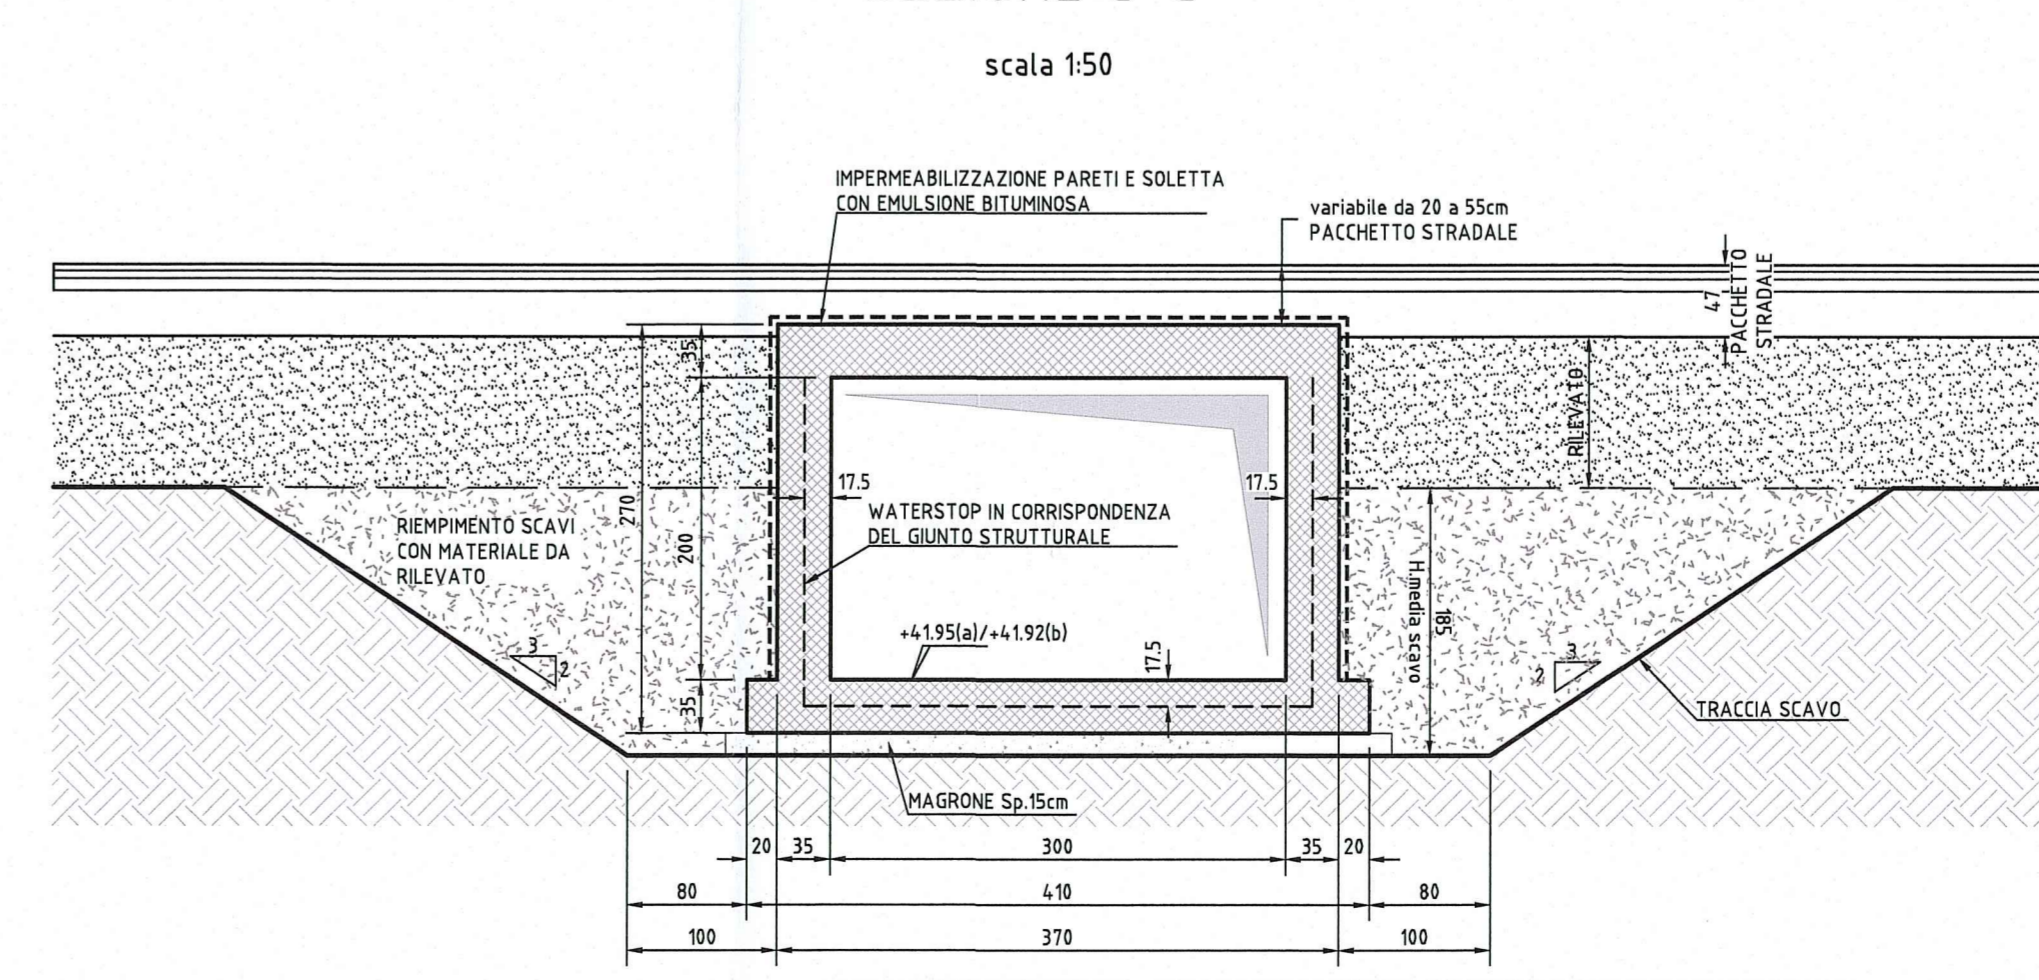 scala 1:50
IMPERMEABILIZZAZIONE PARETI E SOLETTA
CON EMULSIONE BITUMINOSA
variabile da 20 a 55cm
PACCHETTO STRADALE
47
PACCHETTO
STRADALE
35
RILEVATO
17.5
17.5
RIEMPIMENTO SCAVI
CON MATERIALE DA
RILEVATO
270
200
WATERSTOP IN CORRISPONDENZA
DEL GIUNTO STRUTTURALE
H.media scavo
185
+41.95(a)/+41.92(b)
17.5
3
2
3
2
35
TRACCIA SCAVO
MAGRONE Sp.15cm
20 35 300 35 20
80 410 80
100 370 100